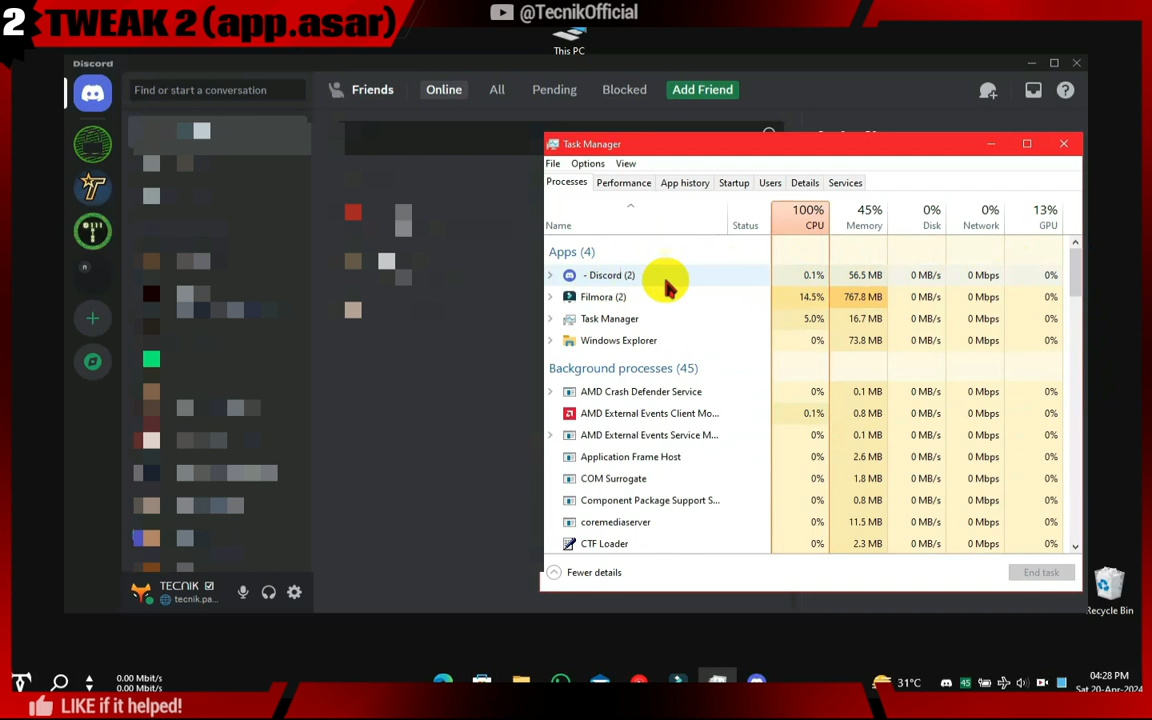 2 TWEAK 2 (app.asar)
@TecnikOfficial
This PC
Discord
Find or start a conversation
Friends Online All Pending Blocked Add Friend
Task Manager
File Options View
Processes Performance App history Startup Users Details Services
100% 45% 0% 0% 13%
Name Status CPU Memory Disk Network GPU
Apps (4)
- Discord (2) 0.1% 56.5 MB 0 MB/s 0 Mbps 0%
Filmora (2) 14.5% 767.8 MB 0 MB/s 0 Mbps 0%
Task Manager 5.0% 16.7 MB 0 MB/s 0 Mbps 0%
Windows Explorer 0% 73.8 MB 0 MB/s 0 Mbps 0%
Background processes (45)
AMD Crash Defender Service 0% 0.1 MB 0 MB/s 0 Mbps 0%
AMD External Events Client Mo... 0.1% 0.8 MB 0 MB/s 0 Mbps 0%
AMD External Events Service M... 0% 0.1 MB 0 MB/s 0 Mbps 0%
Application Frame Host 0% 2.6 MB 0 MB/s 0 Mbps 0%
COM Surrogate 0% 1.8 MB 0 MB/s 0 Mbps 0%
Component Package Support S... 0% 0.8 MB 0 MB/s 0 Mbps 0%
coremediaserver 0% 11.5 MB 0 MB/s 0 Mbps 0%
CTF Loader 0% 2.3 MB 0 MB/s 0 Mbps 0%
Fewer details End task
TECNIK
tecnik.pa...
Recycle Bin
0.00 Mbit/s
0.00 Mbit/s
31°C
45
04:28 PM
Sat 20-Apr-2024
LIKE if it helped!